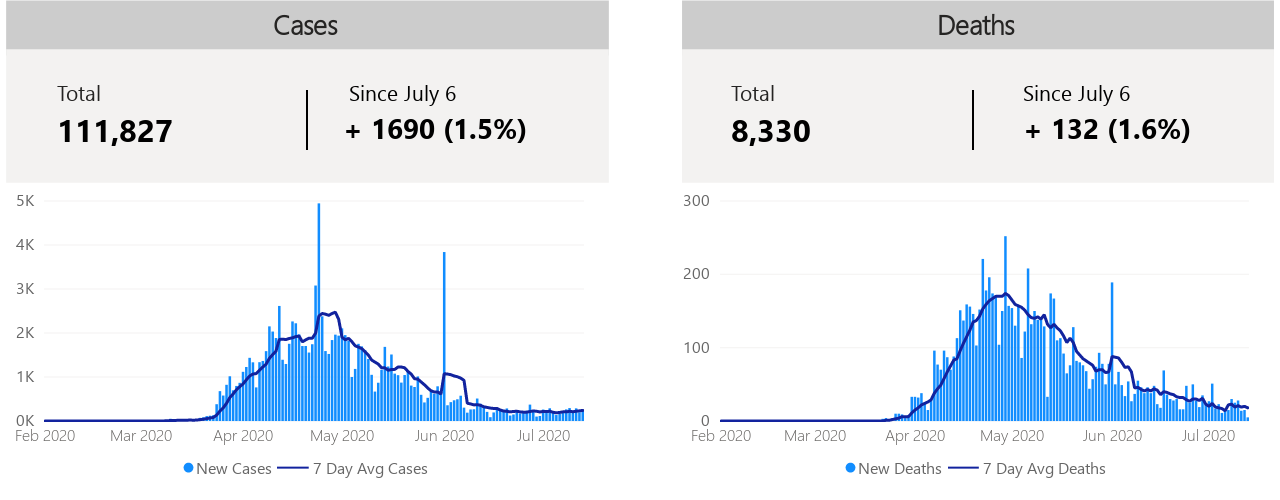 Cases
Total
Since July 6
111,827
+ 1690 (1.5%)
5K
4K
3K
2K
1K
0K
Feb 2020
Mar 2020
Apr 2020
May 2020
Jun 2020
Jul 2020
New Cases
7 Day Avg Cases
Deaths
Total
Since July 6
8,330
+ 132 (1.6%)
300
200
100
0
Feb 2020
Mar 2020
Apr 2020
May 2020
Jun 2020
Jul 2020
New Deaths
7 Day Avg Deaths